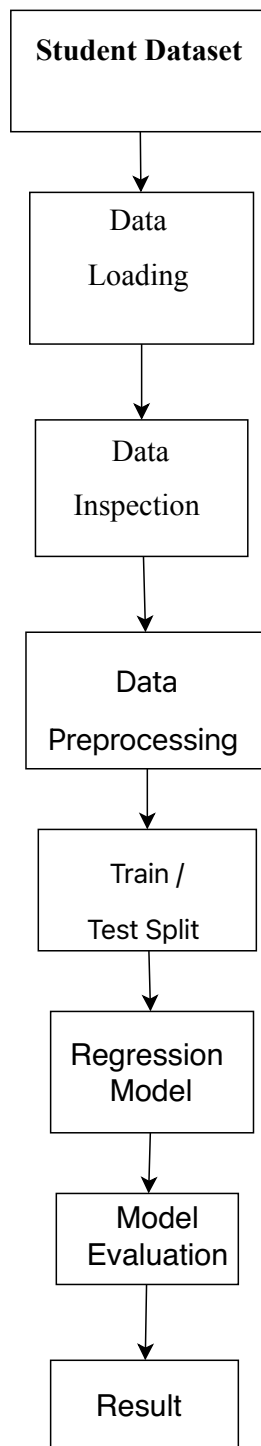 Student Dataset
Data
Loading
Data
Inspection
Data
Preprocessing
Train /
Test Split
Regression
Model
Model
Evaluation
Result